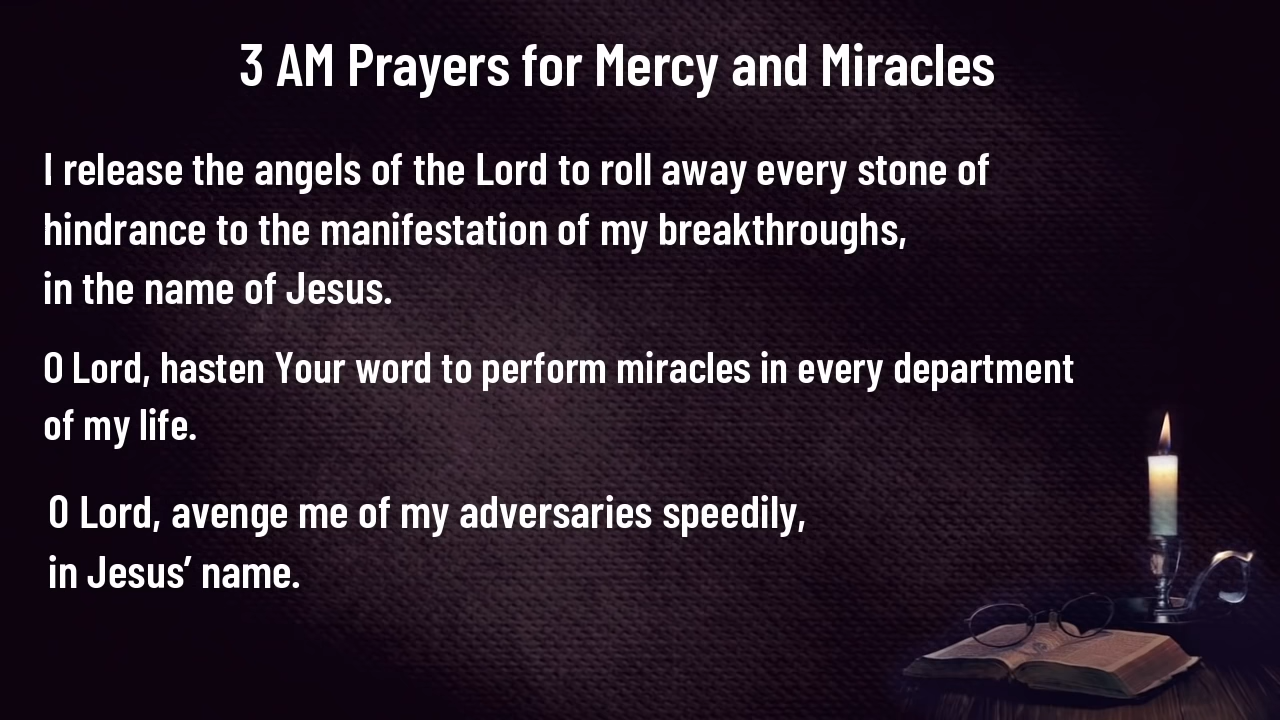 3 AM Prayers for Mercy and Miracles
I release the angels of the Lord to roll away every stone of
hindrance to the manifestation of my breakthroughs,
in the name of Jesus.
O Lord, hasten Your word to perform miracles in every department
of my life.
O Lord, avenge me of my adversaries speedily,
in Jesus’ name.